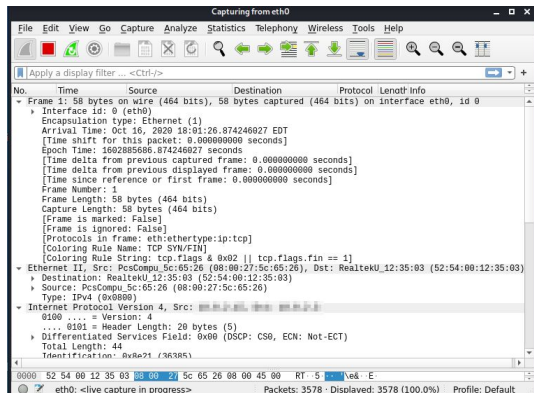 Capturing from eth0
File Edit View Go Capture Analyze Statistics Telephony Wireless Tools Help
Apply a display filter ... <Ctrl-/>
No. Time Source Destination Protocol Length Info
Frame 1: 58 bytes on wire (464 bits), 58 bytes captured (464 bits) on interface eth0, id 0
Interface id: 0 (eth0)
Encapsulation type: Ethernet (1)
Arrival Time: Oct 16, 2020 18:01:26.874246027 EDT
[Time shift for this packet: 0.000000000 seconds]
Epoch Time: 1602885686.874246027 seconds
[Time delta from previous captured frame: 0.000000000 seconds]
[Time delta from previous displayed frame: 0.000000000 seconds]
[Time since reference or first frame: 0.000000000 seconds]
Frame Number: 1
Frame Length: 58 bytes (464 bits)
Capture Length: 58 bytes (464 bits)
[Frame is marked: False]
[Frame is ignored: False]
[Protocols in frame: eth:ethertype:ip:tcp]
[Coloring Rule Name: TCP SYN/FIN]
[Coloring Rule String: tcp.flags & 0x02 || tcp.flags.fin == 1]
Ethernet II, Src: PcsCompu_5c:65:26 (08:00:27:5c:65:26), Dst: RealtekU_12:35:03 (52:54:00:12:35:03)
Destination: RealtekU_12:35:03 (52:54:00:12:35:03)
Source: PcsCompu_5c:65:26 (08:00:27:5c:65:26)
Type: IPv4 (0x0800)
Internet Protocol Version 4, Src:
0100 .... = Version: 4
.... 0101 = Header Length: 20 bytes (5)
Differentiated Services Field: 0x00 (DSCP: CS0, ECN: Not-ECT)
Total Length: 44
Identification: 0x8e21 (36385)
0000 52 54 00 12 35 03 08 00 27 5c 65 26 08 00 45 00 RT··5··· '\e&··E·
eth0: <live capture in progress> Packets: 3578 · Displayed: 3578 (100.0%) Profile: Default